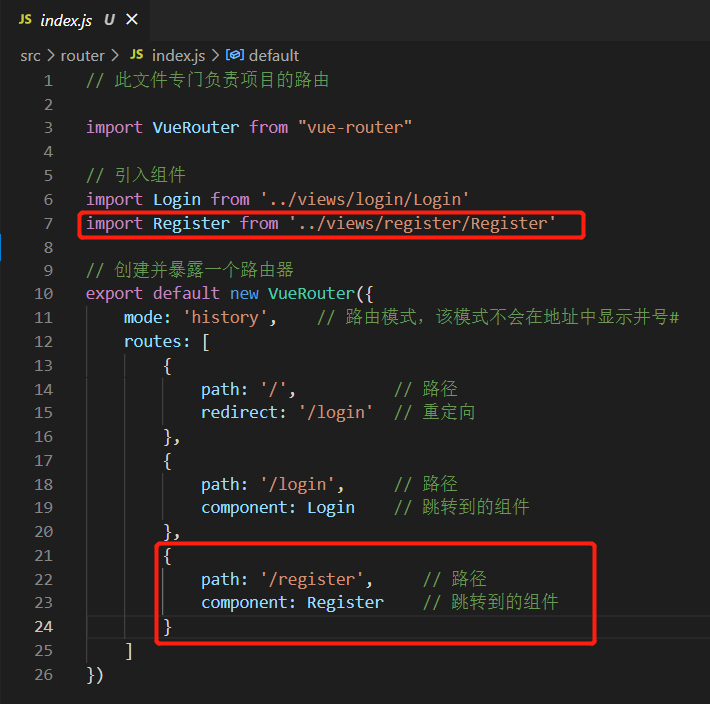 JS index.js U ×
src > router > JS index.js > default
1 // 此文件专门负责项目的路由
2
3 import VueRouter from "vue-router"
4
5 // 引入组件
6 import Login from '../views/login/Login'
7 import Register from '../views/register/Register'
8
9 // 创建并暴露一个路由器
10 export default new VueRouter({
11     mode: 'history',    // 路由模式，该模式不会在地址中显示井号#
12     routes: [
13         {
14             path: '/',          // 路径
15             redirect: '/login'  // 重定向
16         },
17         {
18             path: '/login',     // 路径
19             component: Login    // 跳转到的组件
20         },
21         {
22             path: '/register',     // 路径
23             component: Register    // 跳转到的组件
24         }
25     ]
26 })